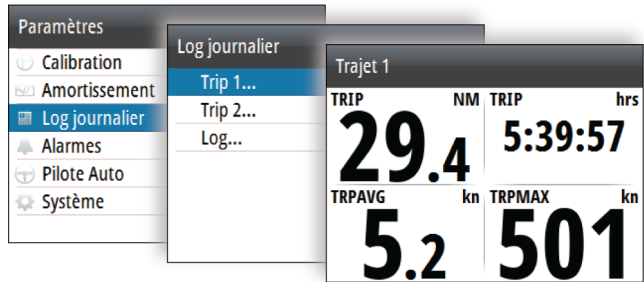 Paramètres
Calibration
Amortissement
Log journalier
Alarmes
Pilote Auto
Système
Log journalier
Trip 1...
Trip 2...
Log...
Trajet 1
TRIP NM TRIP hrs
29.4 5:39:57
TRPAVG kn TRPMAX kn
5.2 501